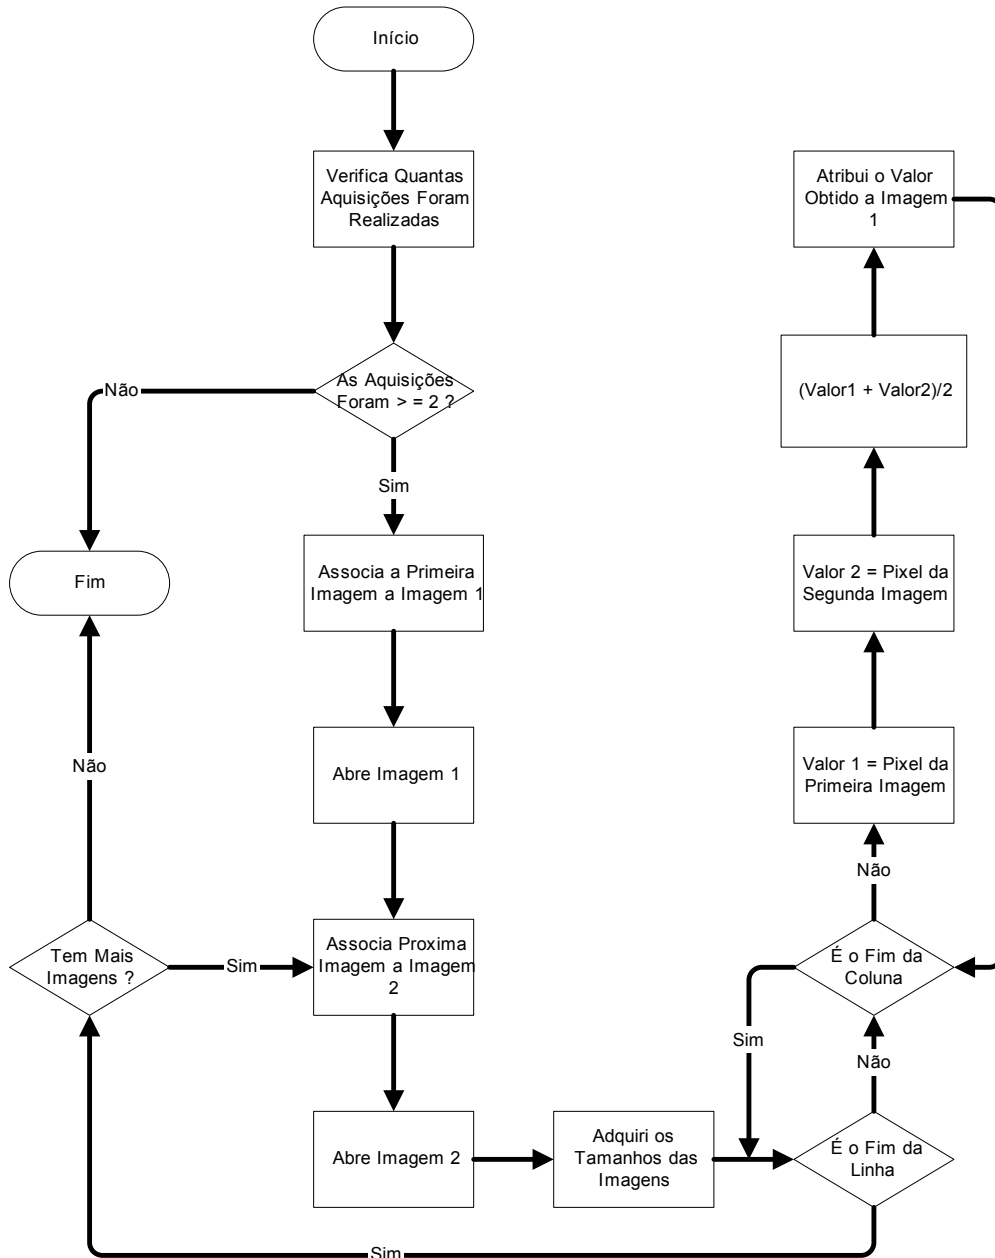 Início
Verifica Quantas
Aquisições Foram
Realizadas
As Aquisições
Foram > = 2 ?
Não
Sim
Fim
Associa a Primeira
Imagem a Imagem 1
Abre Imagem 1
Não
Tem Mais
Imagens ?
Sim
Associa Proxima
Imagem a Imagem
2
Abre Imagem 2
Adquiri os
Tamanhos das
Imagens
É o Fim da
Linha
Não
Sim
É o Fim da
Coluna
Sim
Não
Valor 1 = Pixel da
Primeira Imagem
Valor 2 = Pixel da
Segunda Imagem
(Valor1 + Valor2)/2
Atribui o Valor
Obtido a Imagem
1